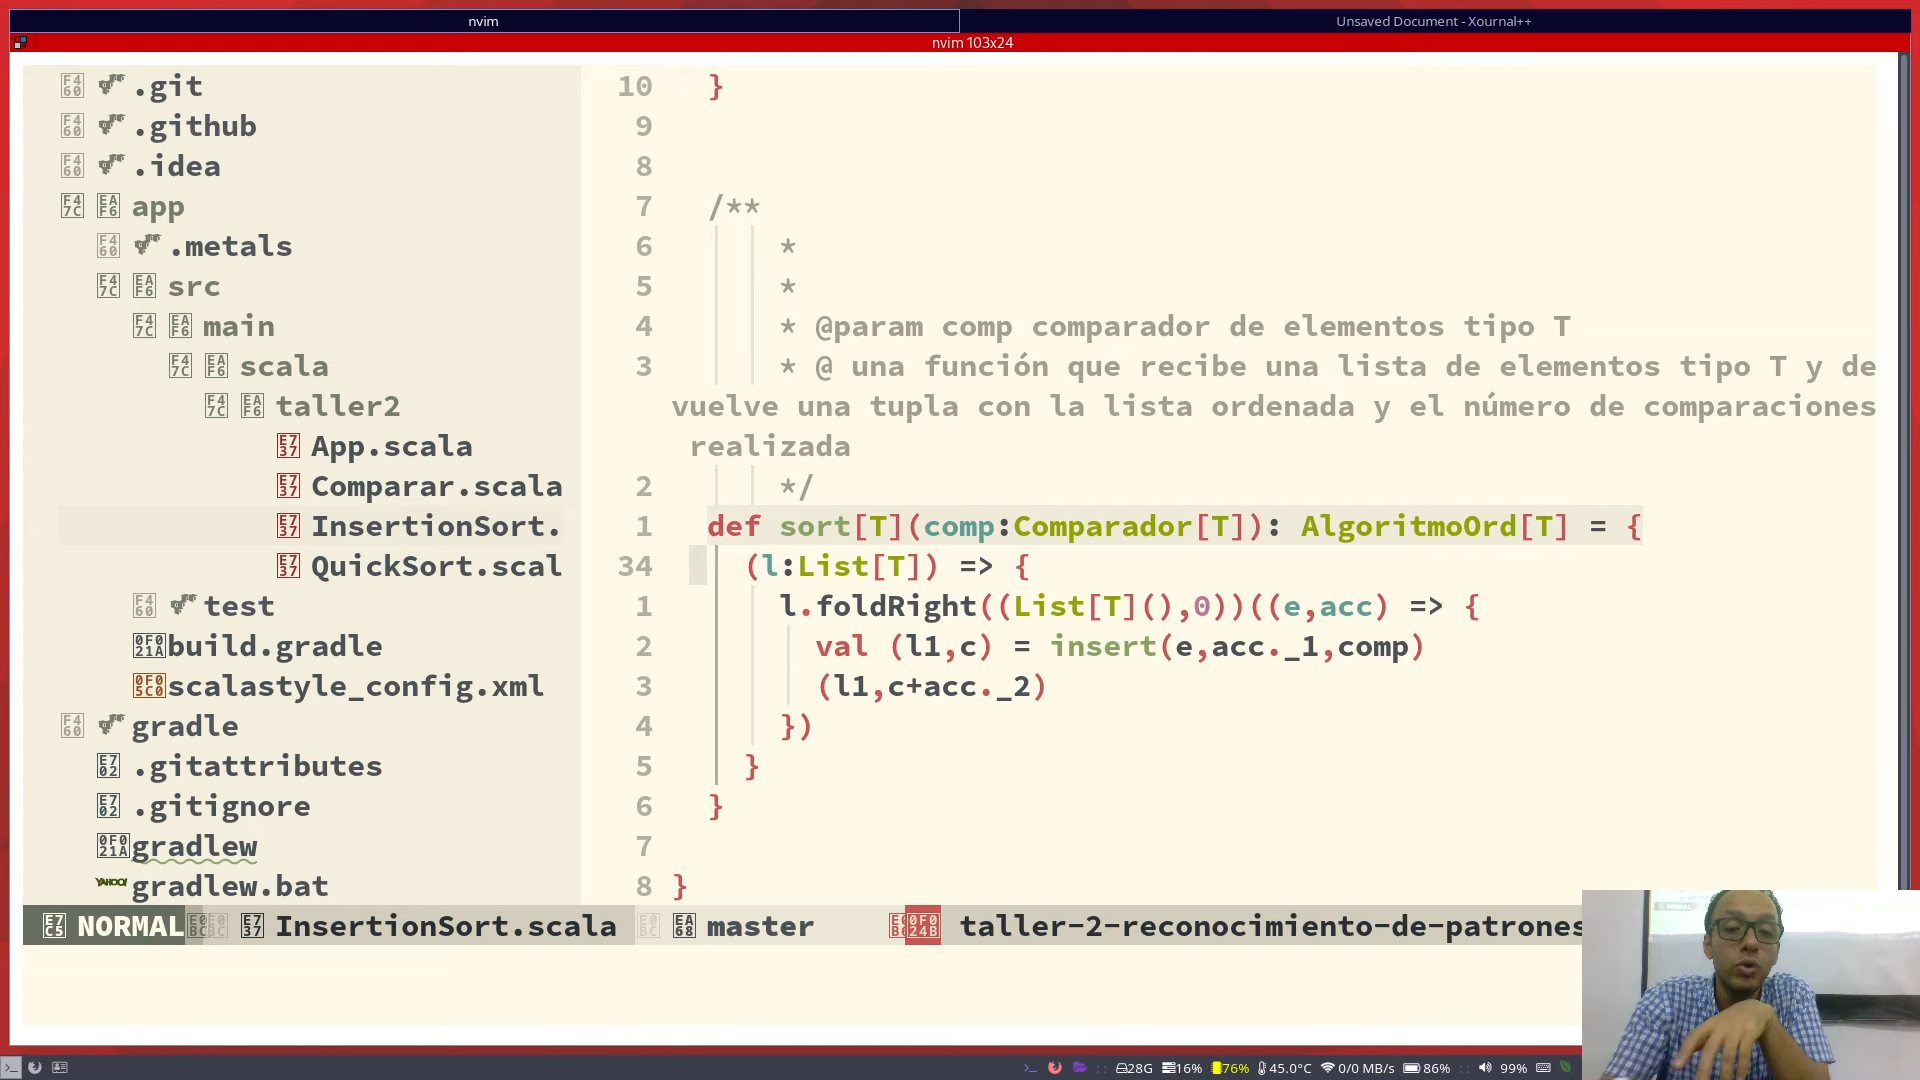 nvim
Unsaved Document - Xournal++
nvim 103x24
.git
.github
.idea
app
.metals
src
main
scala
taller2
App.scala
Comparar.scala
InsertionSort.
QuickSort.scal
test
build.gradle
scalastyle_config.xml
gradle
.gitattributes
.gitignore
gradlew
YAHOO! gradlew.bat
10 }
9
8
7 /**
6 *
5 *
4 * @param comp comparador de elementos tipo T
3 * @ una función que recibe una lista de elementos tipo T y de
vuelve una tupla con la lista ordenada y el número de comparaciones
realizada
2 */
1 def sort[T](comp:Comparador[T]): AlgoritmoOrd[T] = {
34 (l:List[T]) => {
1 l.foldRight((List[T](),0))((e,acc) => {
2 val (l1,c) = insert(e,acc._1,comp)
3 (l1,c+acc._2)
4 })
5 }
6 }
7
8 }
NORMAL InsertionSort.scala master taller-2-reconocimiento-de-patrones
28G 16% 76% 45.0°C 0/0 MB/s 86% 99%